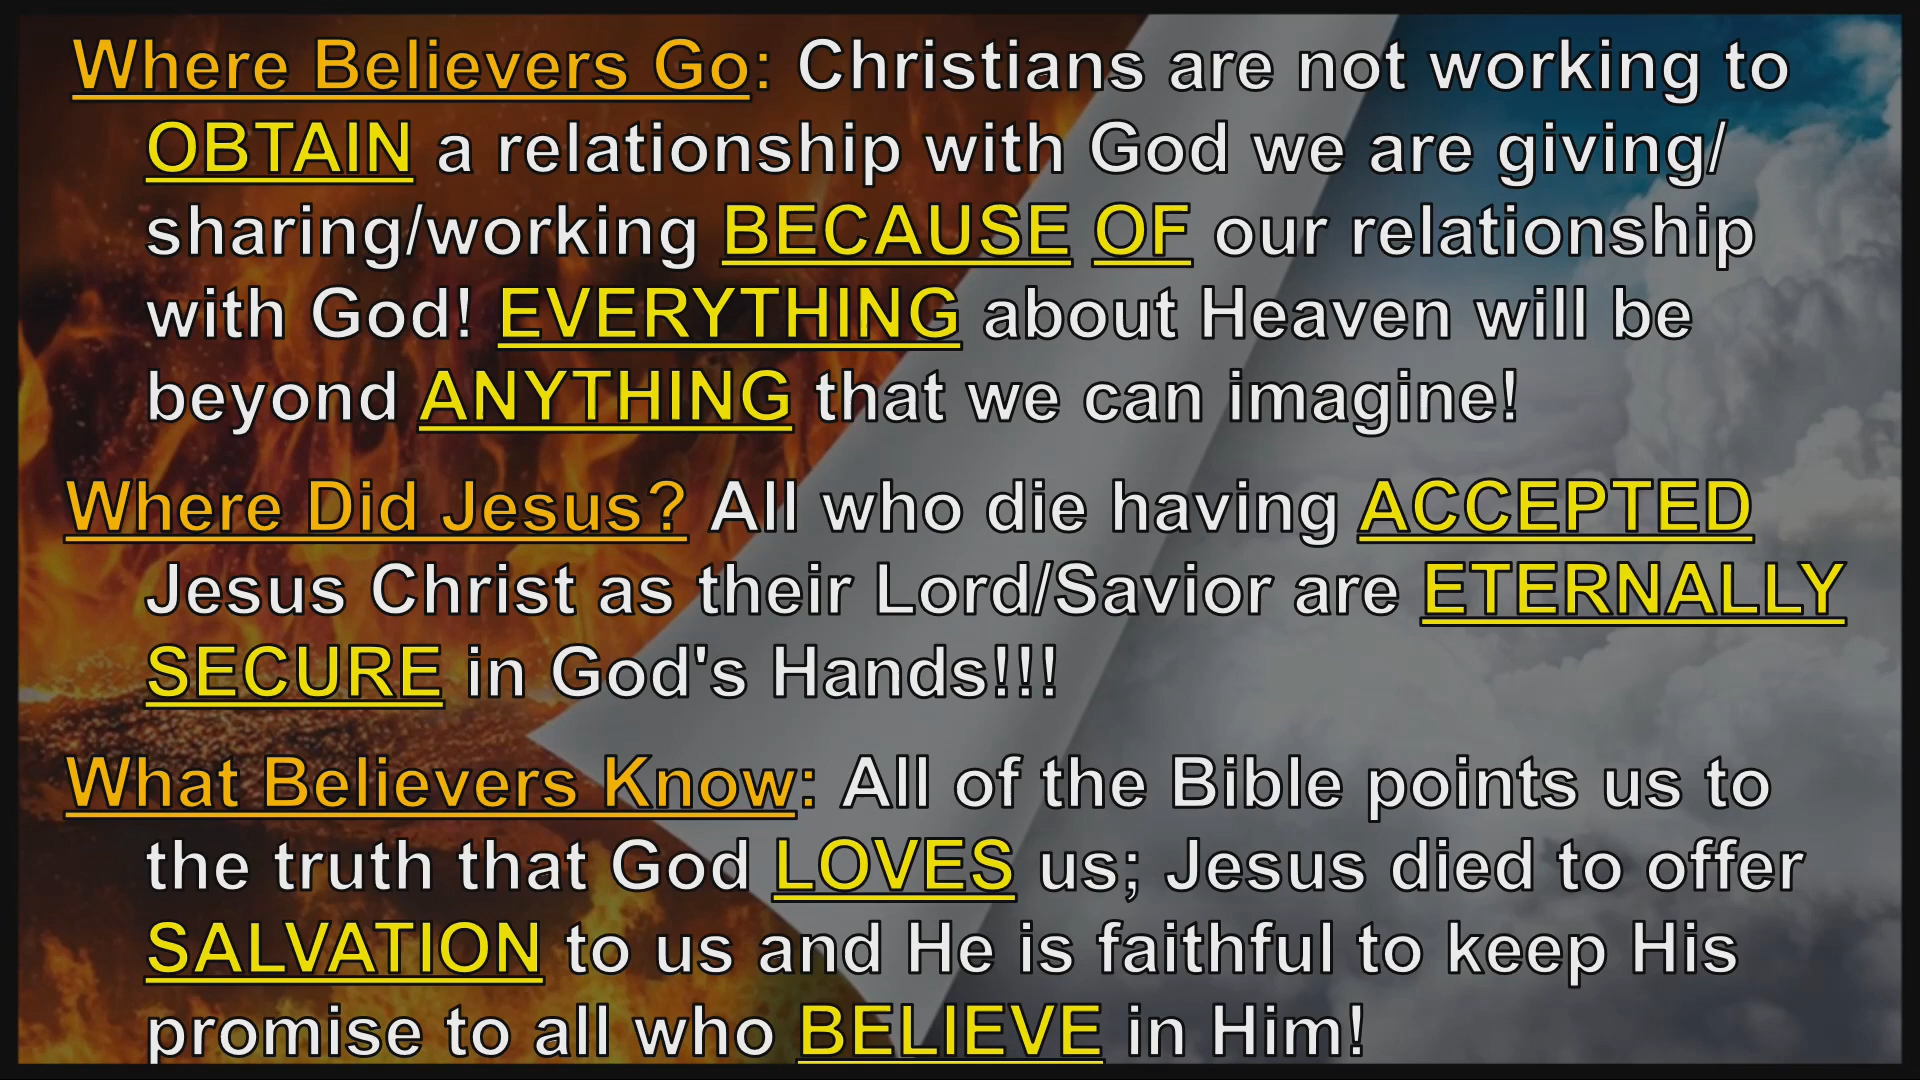 Where Believers Go: Christians are not working to
OBTAIN a relationship with God we are giving/
sharing/working BECAUSE OF our relationship
with God! EVERYTHING about Heaven will be
beyond ANYTHING that we can imagine!
Where Did Jesus? All who die having ACCEPTED
Jesus Christ as their Lord/Savior are ETERNALLY
SECURE in God's Hands!!!
What Believers Know: All of the Bible points us to
the truth that God LOVES us; Jesus died to offer
SALVATION to us and He is faithful to keep His
promise to all who BELIEVE in Him!